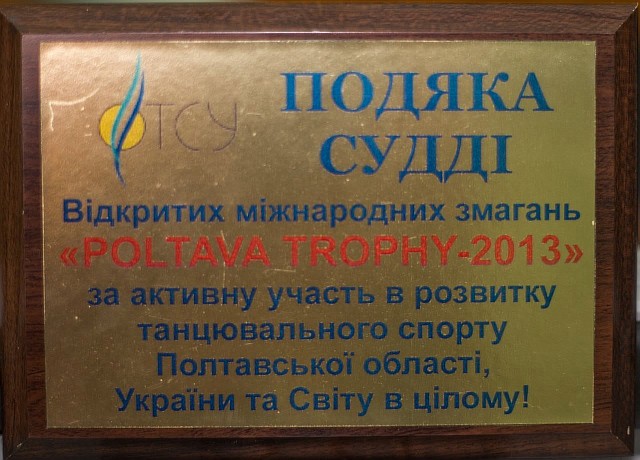 ФТСУ
ПОДЯКА
СУДДІ
Відкритих міжнародних змагань
«POLTAVA TROPHY-2013»
за активну участь в розвитку
танцювального спорту
Полтавської області,
України та Світу в цілому!